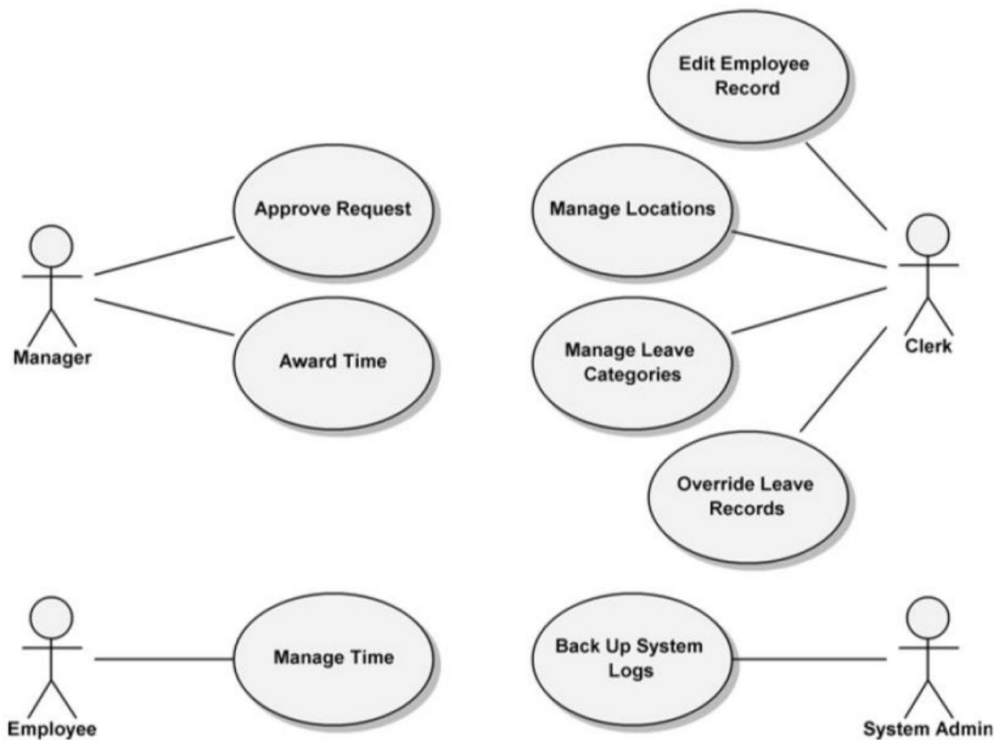 Edit Employee
Record
Approve Request
Manage Locations
Manager
Award Time
Manage Leave
Categories
Clerk
Override Leave
Records
Manage Time
Back Up System
Logs
Employee
System Admin